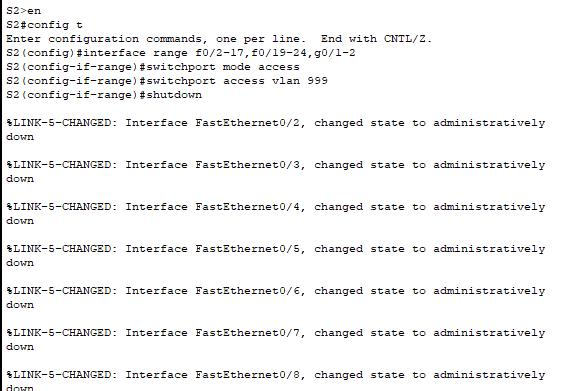 S2>en
S2#config t
Enter configuration commands, one per line.  End with CNTL/Z.
S2(config)#interface range f0/2-17,f0/19-24,g0/1-2
S2(config-if-range)#switchport mode access
S2(config-if-range)#switchport access vlan 999
S2(config-if-range)#shutdown
%LINK-5-CHANGED: Interface FastEthernet0/2, changed state to administratively
down
%LINK-5-CHANGED: Interface FastEthernet0/3, changed state to administratively
down
%LINK-5-CHANGED: Interface FastEthernet0/4, changed state to administratively
down
%LINK-5-CHANGED: Interface FastEthernet0/5, changed state to administratively
down
%LINK-5-CHANGED: Interface FastEthernet0/6, changed state to administratively
down
%LINK-5-CHANGED: Interface FastEthernet0/7, changed state to administratively
down
%LINK-5-CHANGED: Interface FastEthernet0/8, changed state to administratively
down